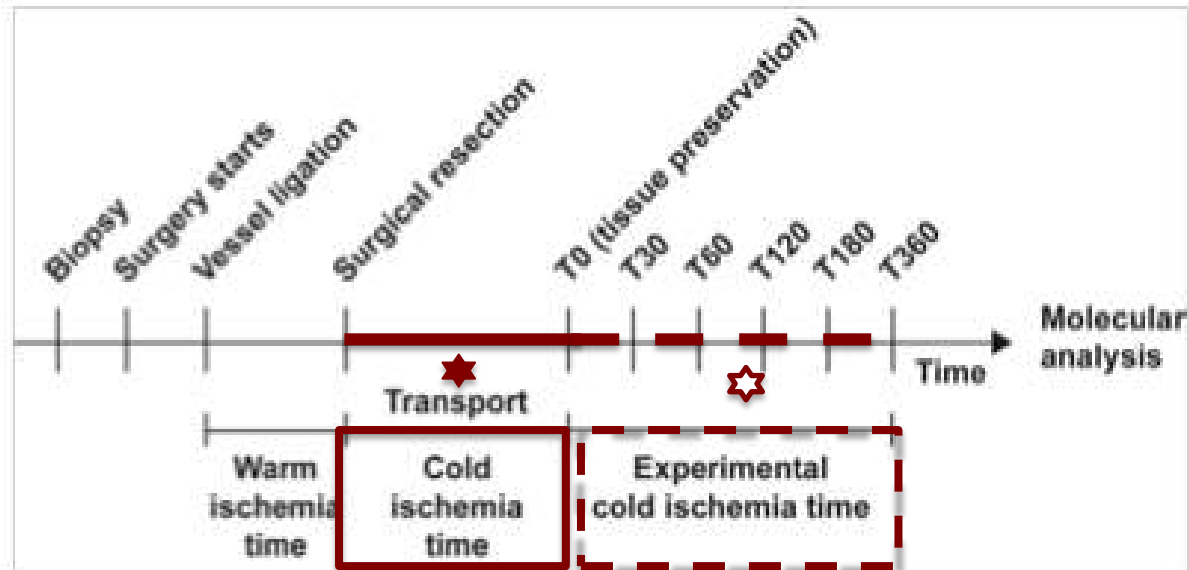 Biopsy
Surgery starts
Vessel ligation
Surgical resection
T0 (tissue preservation)
T30
T60
T120
T180
T360
Molecular
analysis
Time
Transport
Warm
ischemia
time
Cold
ischemia
time
Experimental
cold ischemia time